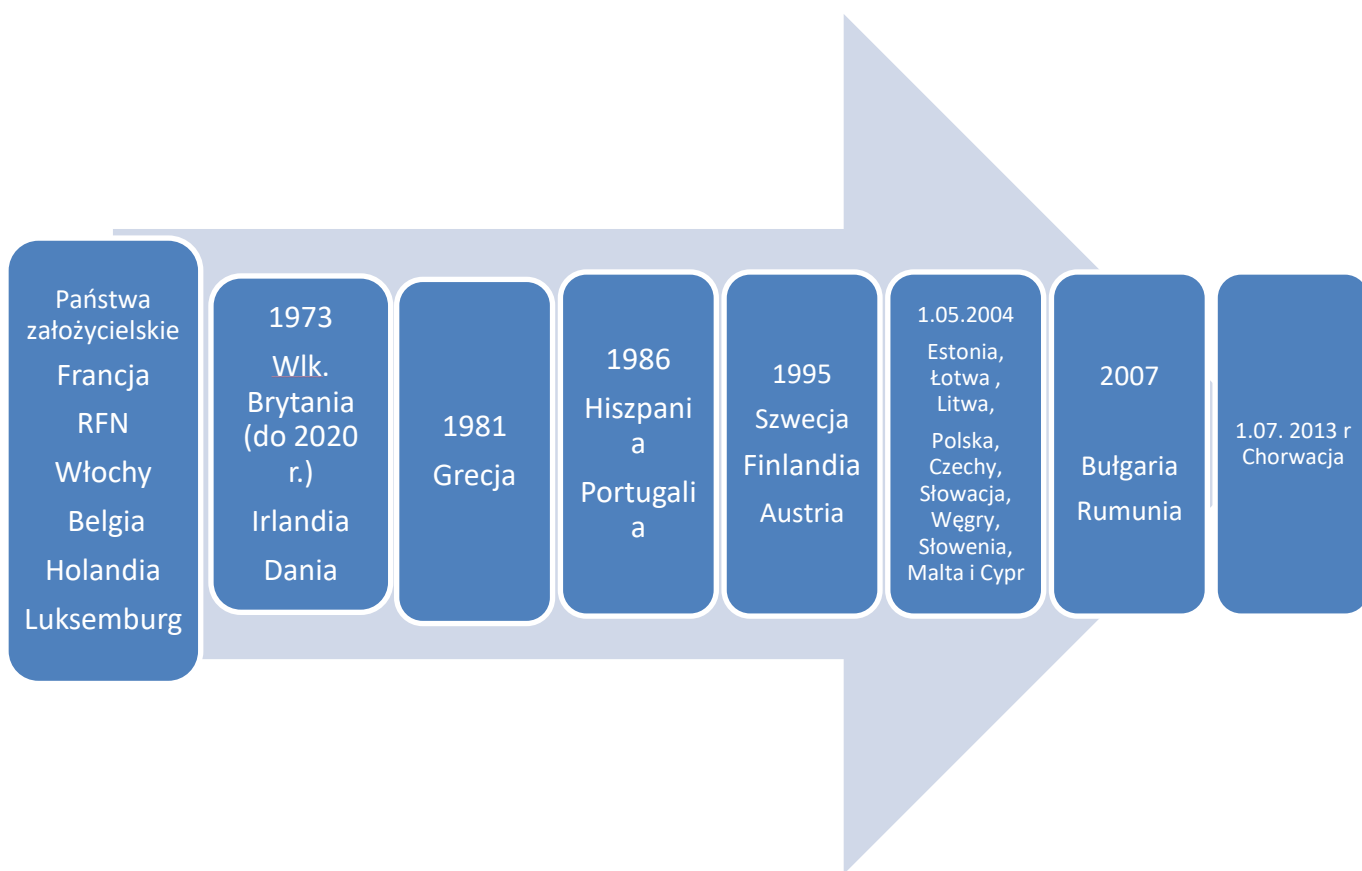 Państwa
założycielskie
Francja
RFN
Włochy
Belgia
Holandia
Luksemburg
1973
Wlk.
Brytania
(do 2020
r.)
Irlandia
Dania
1981
Grecja
1986
Hiszpani
a
Portugali
a
1995
Szwecja
Finlandia
Austria
1.05.2004
Estonia,
Łotwa ,
Litwa,
Polska,
Czechy,
Słowacja,
Węgry,
Słowenia,
Malta i Cypr
2007
Bułgaria
Rumunia
1.07. 2013 r
Chorwacja